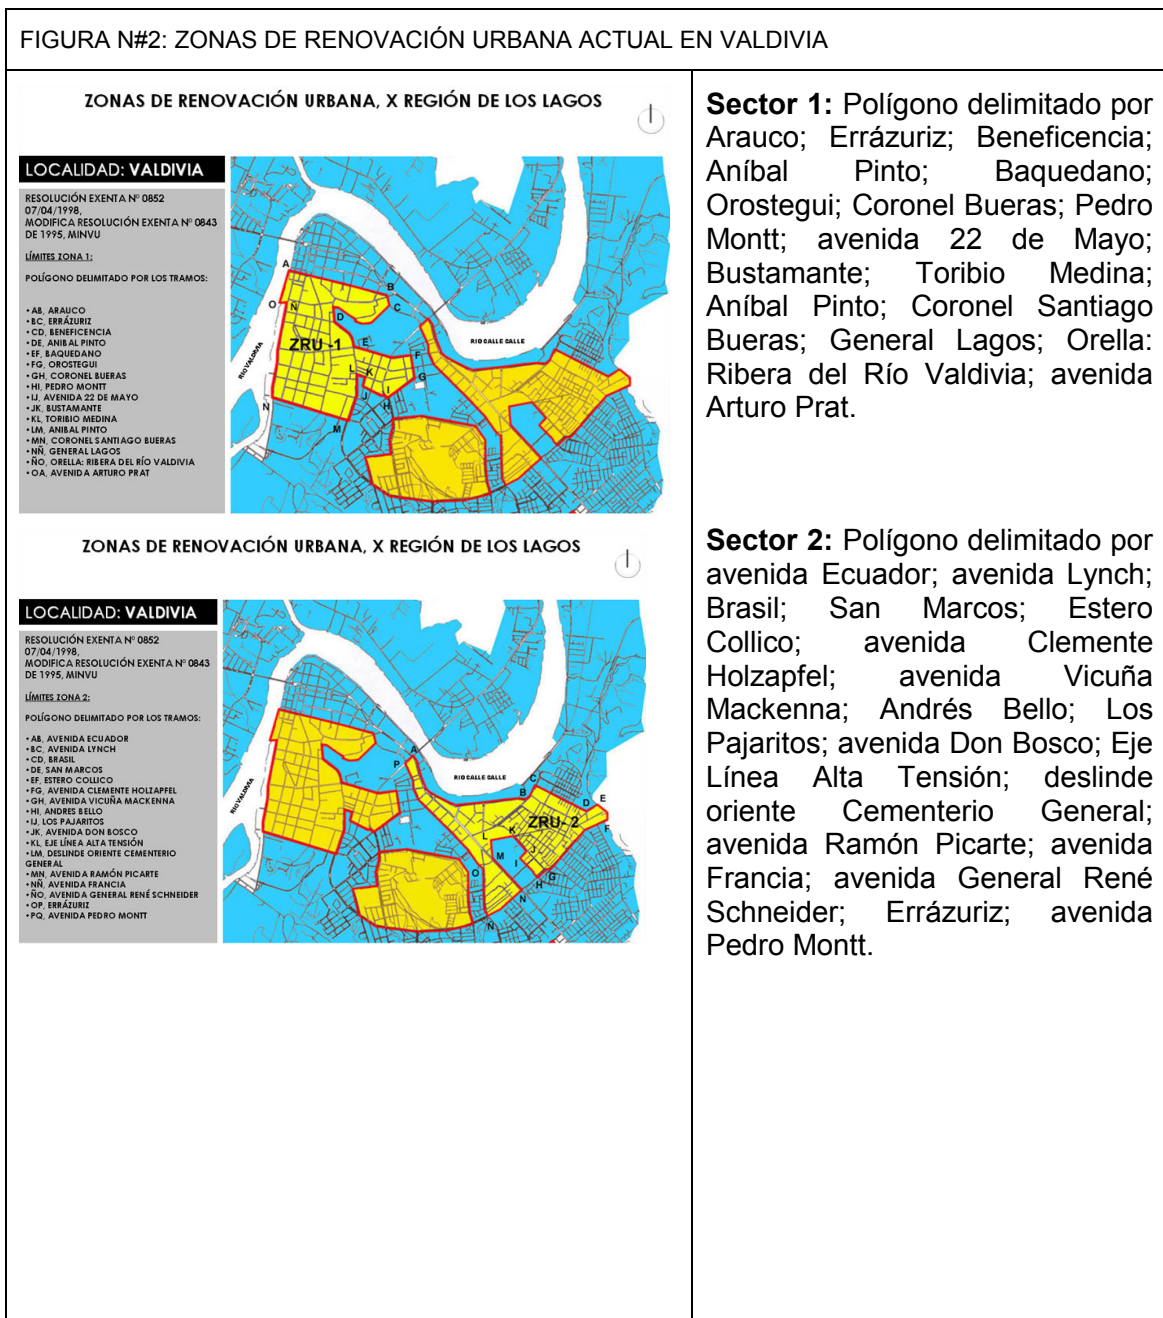 FIGURA N#2: ZONAS DE RENOVACIÓN URBANA ACTUAL EN VALDIVIA
ZONAS DE RENOVACIÓN URBANA, X REGIÓN DE LOS LAGOS
LOCALIDAD: VALDIVIA
RESOLUCIÓN EXENTA Nº 0852
07/04/1998,
MODIFICA RESOLUCIÓN EXENTA Nº 0843
DE 1995, MINVU
LÍMITES ZONA 1:
POLÍGONO DELIMITADO POR LOS TRAMOS:
• AB, ARAUCO
• BC, ERRÁZURIZ
• CD, BENEFICENCIA
• DE, ANIBAL PINTO
• EF, BAQUEDANO
• FG, OROSTEGUI
• GH, CORONEL BUERAS
• HI, PEDRO MONTT
• IJ, AVENIDA 22 DE MAYO
• JK, BUSTAMANTE
• KL, TORIBIO MEDINA
• LM, ANIBAL PINTO
• MN, CORONEL SANTIAGO BUERAS
• NÑ, GENERAL LAGOS
• ÑO, ORELLA: RIBERA DEL RÍO VALDIVIA
• OA, AVENIDA ARTURO PRAT
A
B
O
Ñ
C
D
E
F
ZRU -1
RIO CALLE CALLE
RIO VALDIVIA
L
K
G
I
J
H
N
M
Sector 1: Polígono delimitado por
Arauco; Errázuriz; Beneficencia;
Aníbal Pinto; Baquedano;
Orostegui; Coronel Bueras; Pedro
Montt; avenida 22 de Mayo;
Bustamante; Toribio Medina;
Aníbal Pinto; Coronel Santiago
Bueras; General Lagos; Orella:
Ribera del Río Valdivia; avenida
Arturo Prat.
ZONAS DE RENOVACIÓN URBANA, X REGIÓN DE LOS LAGOS
LOCALIDAD: VALDIVIA
RESOLUCIÓN EXENTA Nº 0852
07/04/1998,
MODIFICA RESOLUCIÓN EXENTA Nº 0843
DE 1995, MINVU
LÍMITES ZONA 2:
POLÍGONO DELIMITADO POR LOS TRAMOS:
• AB, AVENIDA ECUADOR
• BC, AVENIDA LYNCH
• CD, BRASIL
• DE, SAN MARCOS
• EF, ESTERO COLLICO
• FG, AVENIDA CLEMENTE HOLZAPFEL
• GH, AVENIDA VICUÑA MACKENNA
• HI, ANDRES BELLO
• IJ, LOS PAJARITOS
• JK, AVENIDA DON BOSCO
• KL, EJE LÍNEA ALTA TENSIÓN
• LM, DESLINDE ORIENTE CEMENTERIO
GENERAL
• MN, AVENIDA RAMÓN PICARTE
• NÑ, AVENIDA FRANCIA
• ÑO, AVENIDA GENERAL RENÉ SCHNEIDER
• OP, ERRÁZURIZ
• PQ, AVENIDA PEDRO MONTT
A
P
RIO CALLE CALLE
C
B
D
E
F
RIO VALDIVIA
ZRU- 2
K
L
J
M
I
O
G
H
N
Ñ
Sector 2: Polígono delimitado por
avenida Ecuador; avenida Lynch;
Brasil; San Marcos; Estero
Collico; avenida Clemente
Holzapfel; avenida Vicuña
Mackenna; Andrés Bello; Los
Pajaritos; avenida Don Bosco; Eje
Línea Alta Tensión; deslinde
oriente Cementerio General;
avenida Ramón Picarte; avenida
Francia; avenida General René
Schneider; Errázuriz; avenida
Pedro Montt.